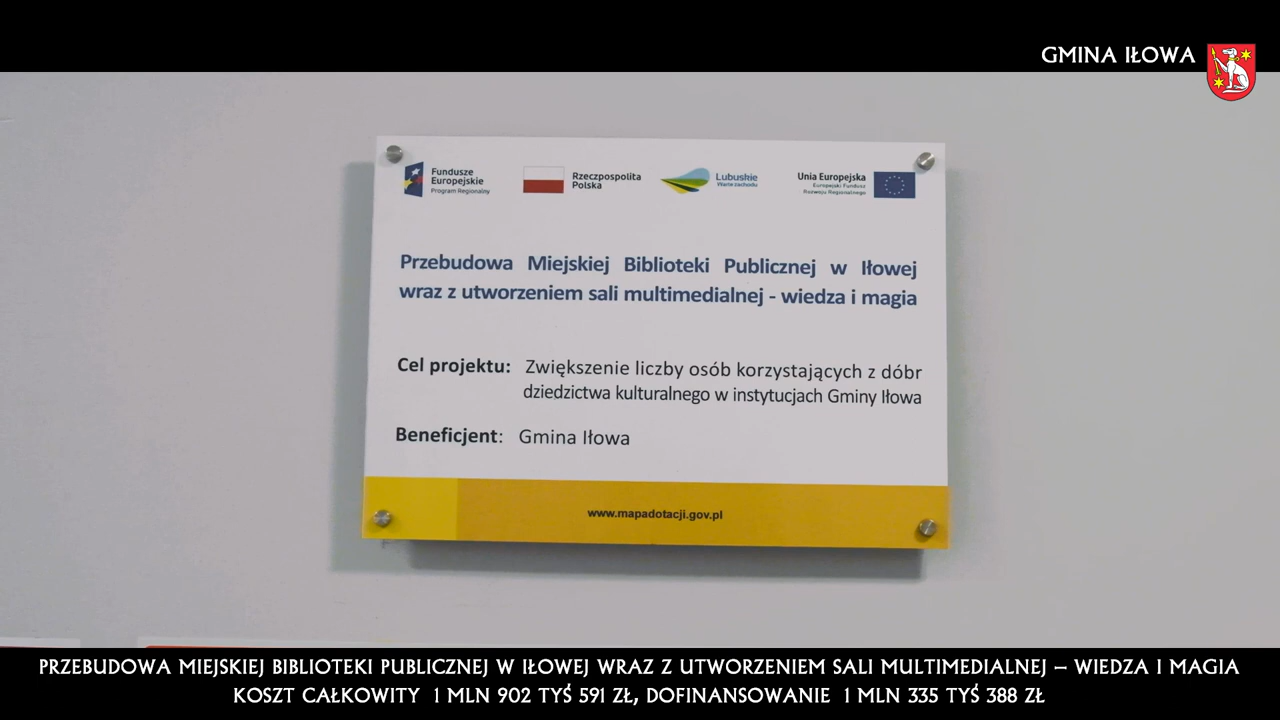 GMINA IŁOWA
Fundusze
Europejskie
Program Regionalny
Rzeczpospolita
Polska
Lubuskie
Warte zachodu
Unia Europejska
Europejski Fundusz
Rozwoju Regionalnego
Przebudowa Miejskiej Biblioteki Publicznej w Iłowej
wraz z utworzeniem sali multimedialnej - wiedza i magia
Cel projektu: Zwiększenie liczby osób korzystających z dóbr
dziedzictwa kulturalnego w instytucjach Gminy Iłowa
Beneficjent: Gmina Iłowa
www.mapadotacji.gov.pl
PRZEBUDOWA MIEJSKIEJ BIBLIOTEKI PUBLICZNEJ W IŁOWEJ WRAZ Z UTWORZENIEM SALI MULTIMEDIALNEJ – WIEDZA I MAGIA
KOSZT CAŁKOWITY 1 MLN 902 TYŚ 591 ZŁ, DOFINANSOWANIE 1 MLN 335 TYŚ 388 ZŁ